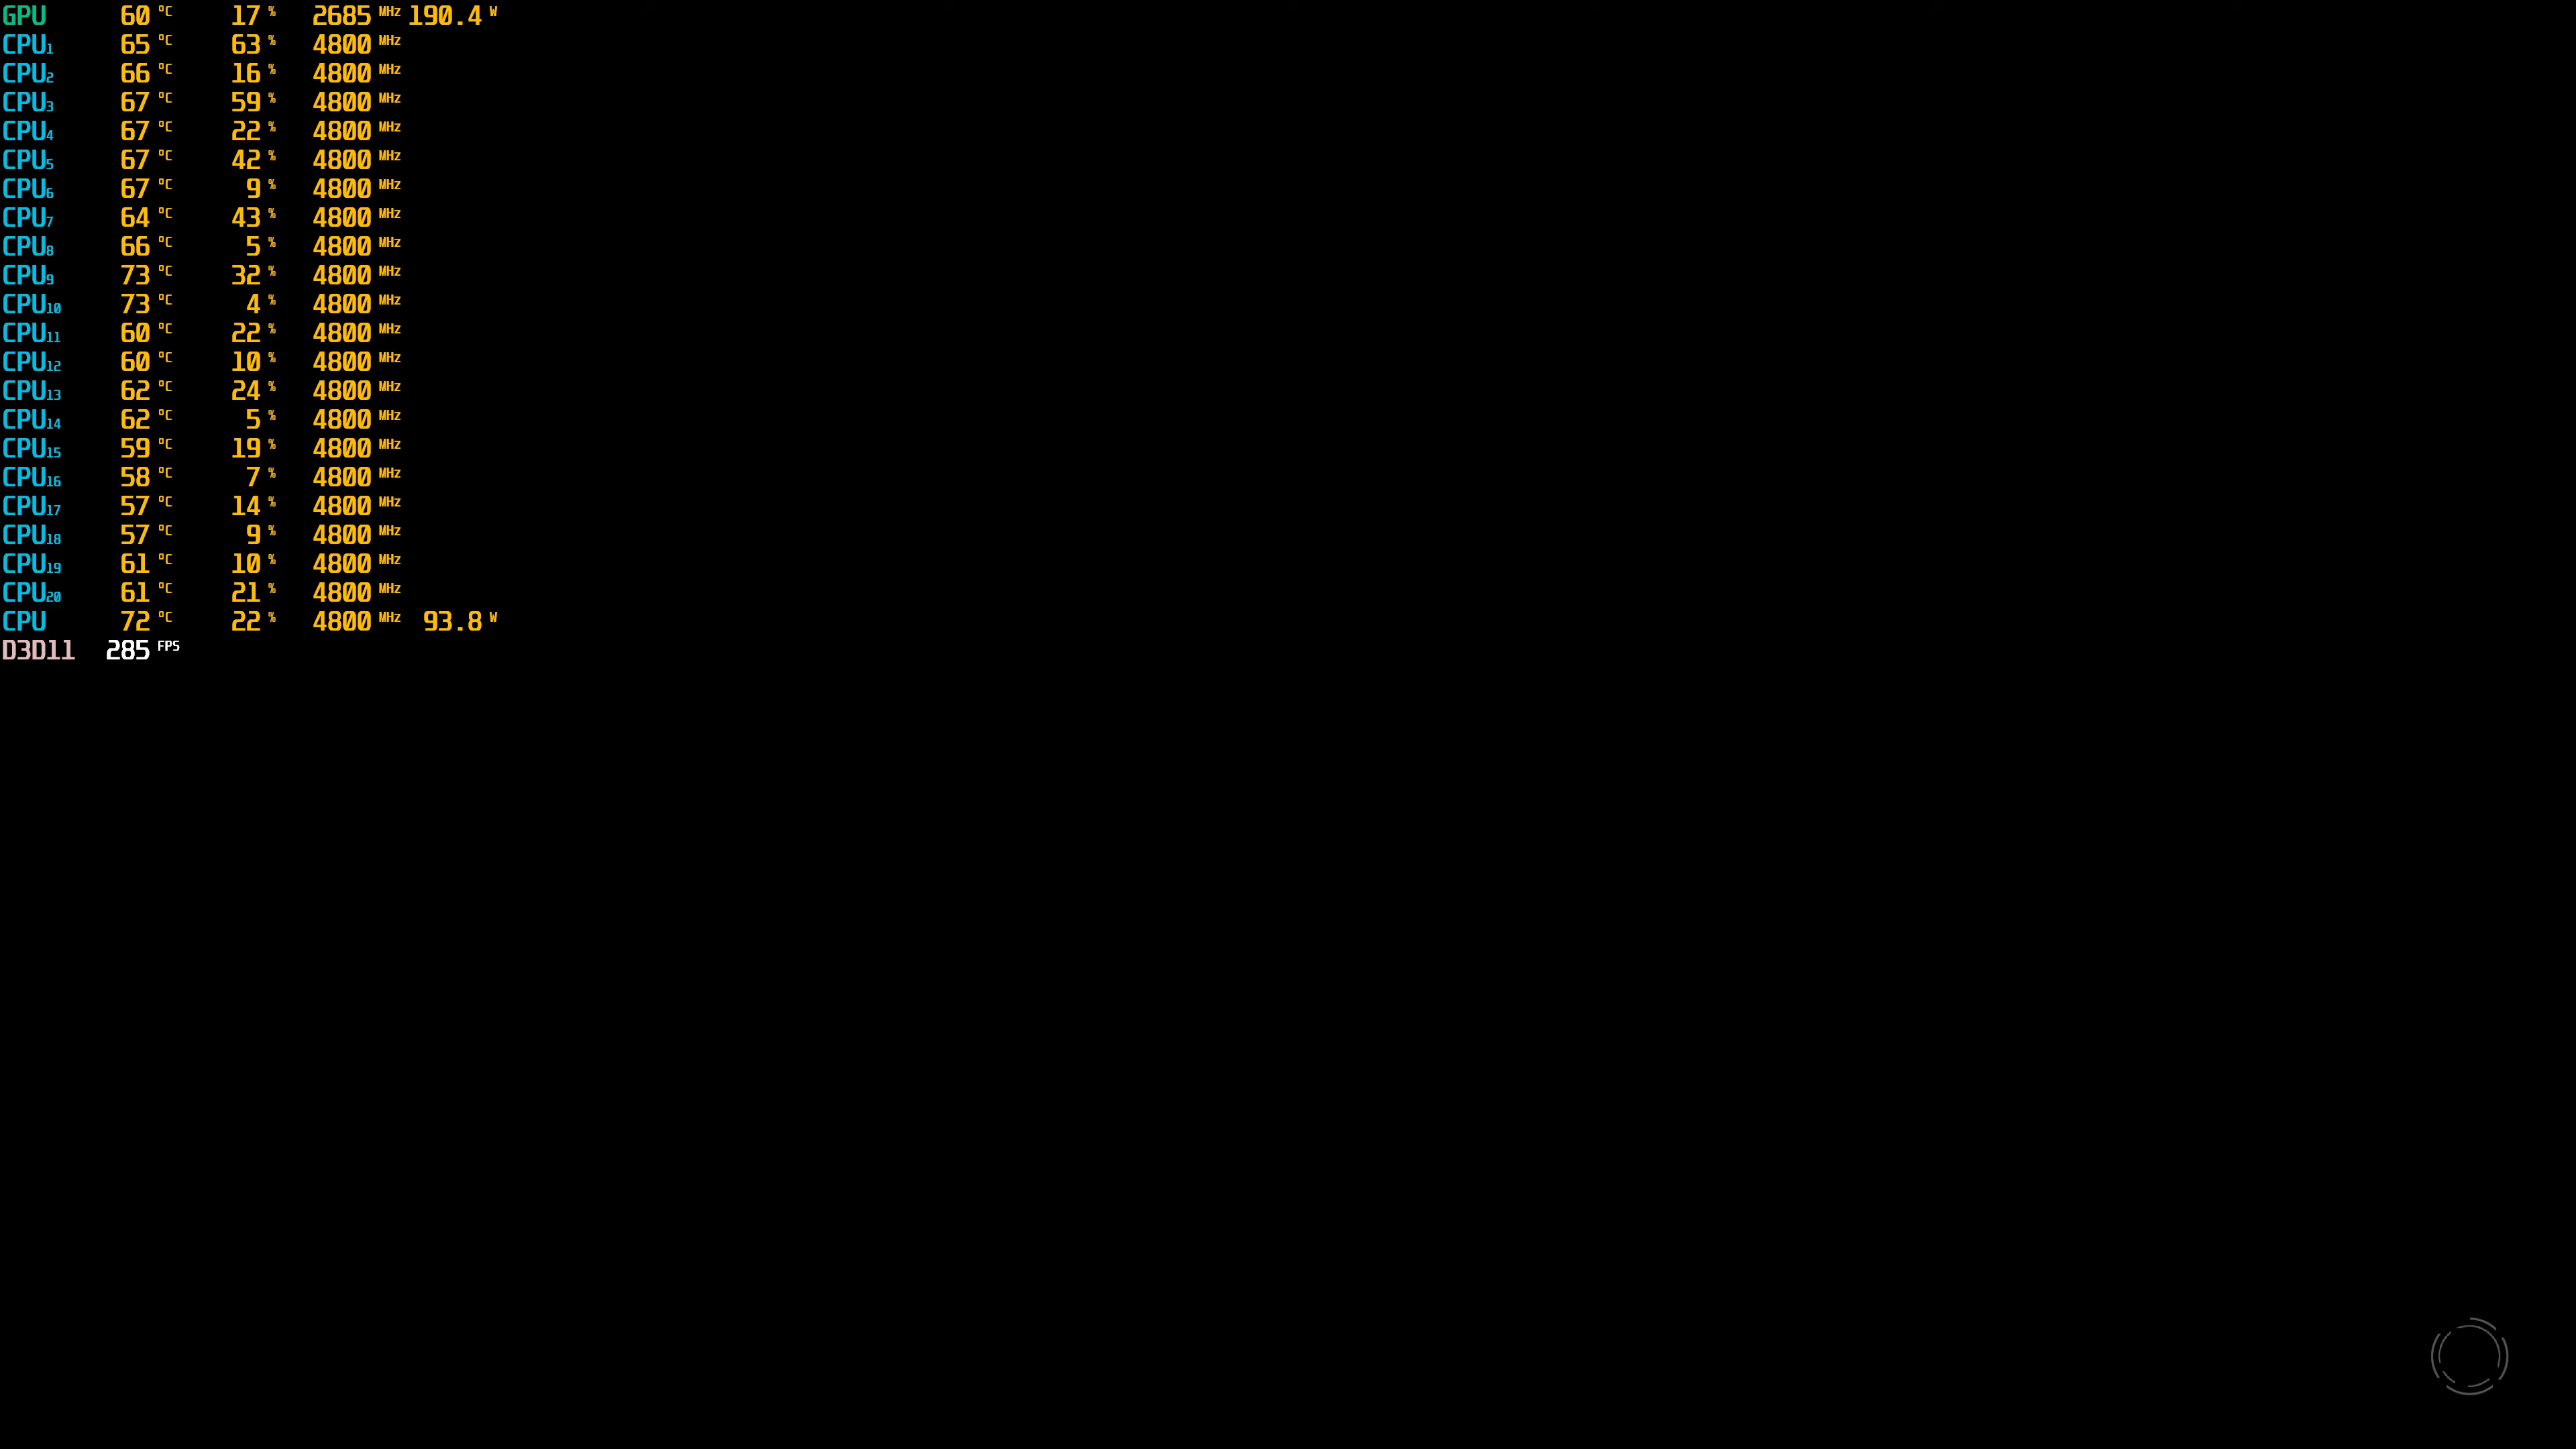 GPU 60 °C 17 % 2685 MHz 190.4 W
CPU1 65 °C 63 % 4800 MHz
CPU2 66 °C 16 % 4800 MHz
CPU3 67 °C 59 % 4800 MHz
CPU4 67 °C 22 % 4800 MHz
CPU5 67 °C 42 % 4800 MHz
CPU6 67 °C 9 % 4800 MHz
CPU7 64 °C 43 % 4800 MHz
CPU8 66 °C 5 % 4800 MHz
CPU9 73 °C 32 % 4800 MHz
CPU10 73 °C 4 % 4800 MHz
CPU11 60 °C 22 % 4800 MHz
CPU12 60 °C 10 % 4800 MHz
CPU13 62 °C 24 % 4800 MHz
CPU14 62 °C 5 % 4800 MHz
CPU15 59 °C 19 % 4800 MHz
CPU16 58 °C 7 % 4800 MHz
CPU17 57 °C 14 % 4800 MHz
CPU18 57 °C 9 % 4800 MHz
CPU19 61 °C 10 % 4800 MHz
CPU20 61 °C 21 % 4800 MHz
CPU 72 °C 22 % 4800 MHz 93.8 W
D3D11 285 FPS